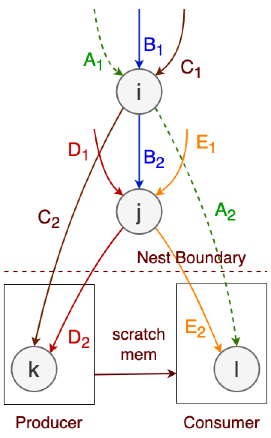 B1
A1
C1
i
D1
B2
E1
j
C2
A2
Nest Boundary
D2
E2
scratch
mem
k
l
Producer
Consumer